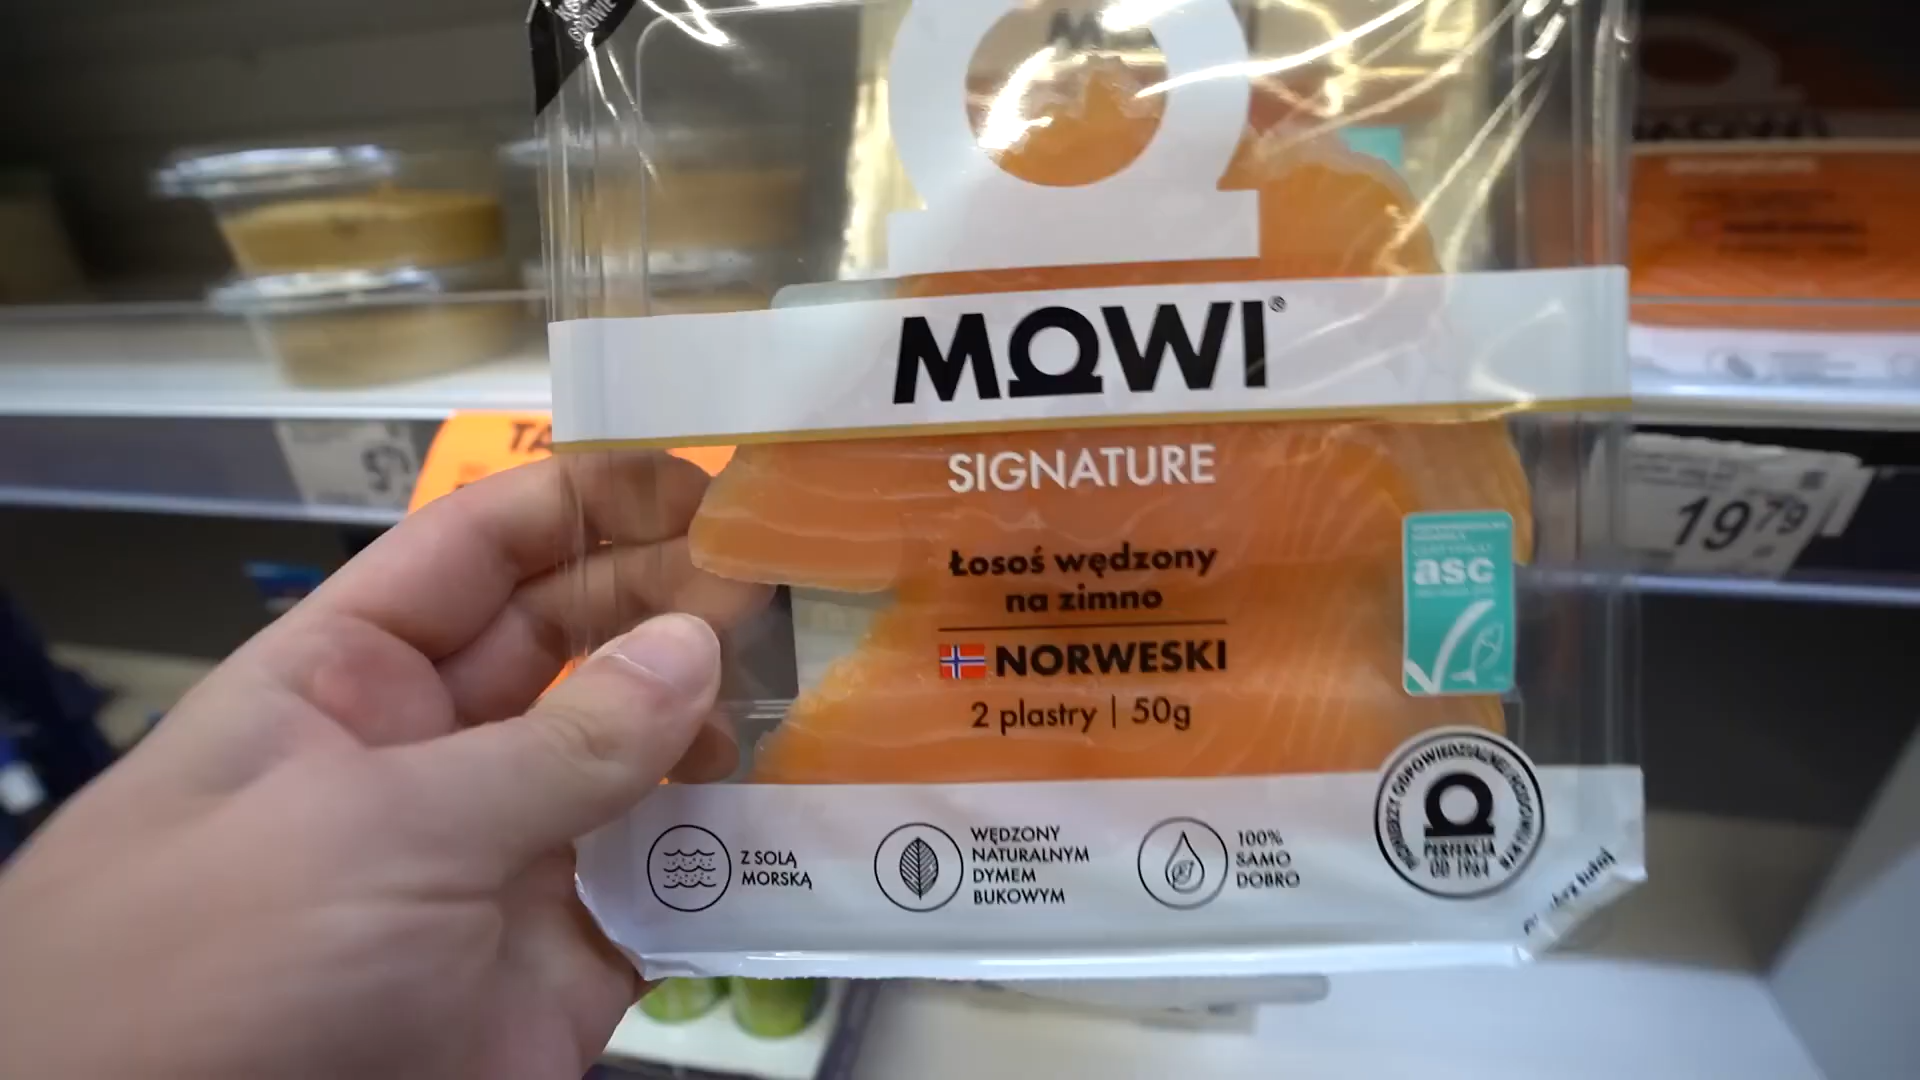 MOWI®
SIGNATURE
Łosoś wędzony
na zimno
NORWESKI
2 plastry | 50g
asc
Z SOLĄ
MORSKĄ
WĘDZONY
NATURALNYM
DYMEM
BUKOWYM
100%
SAMO
DOBRO
PERFEKCJA
OD 1964
19 79
TA